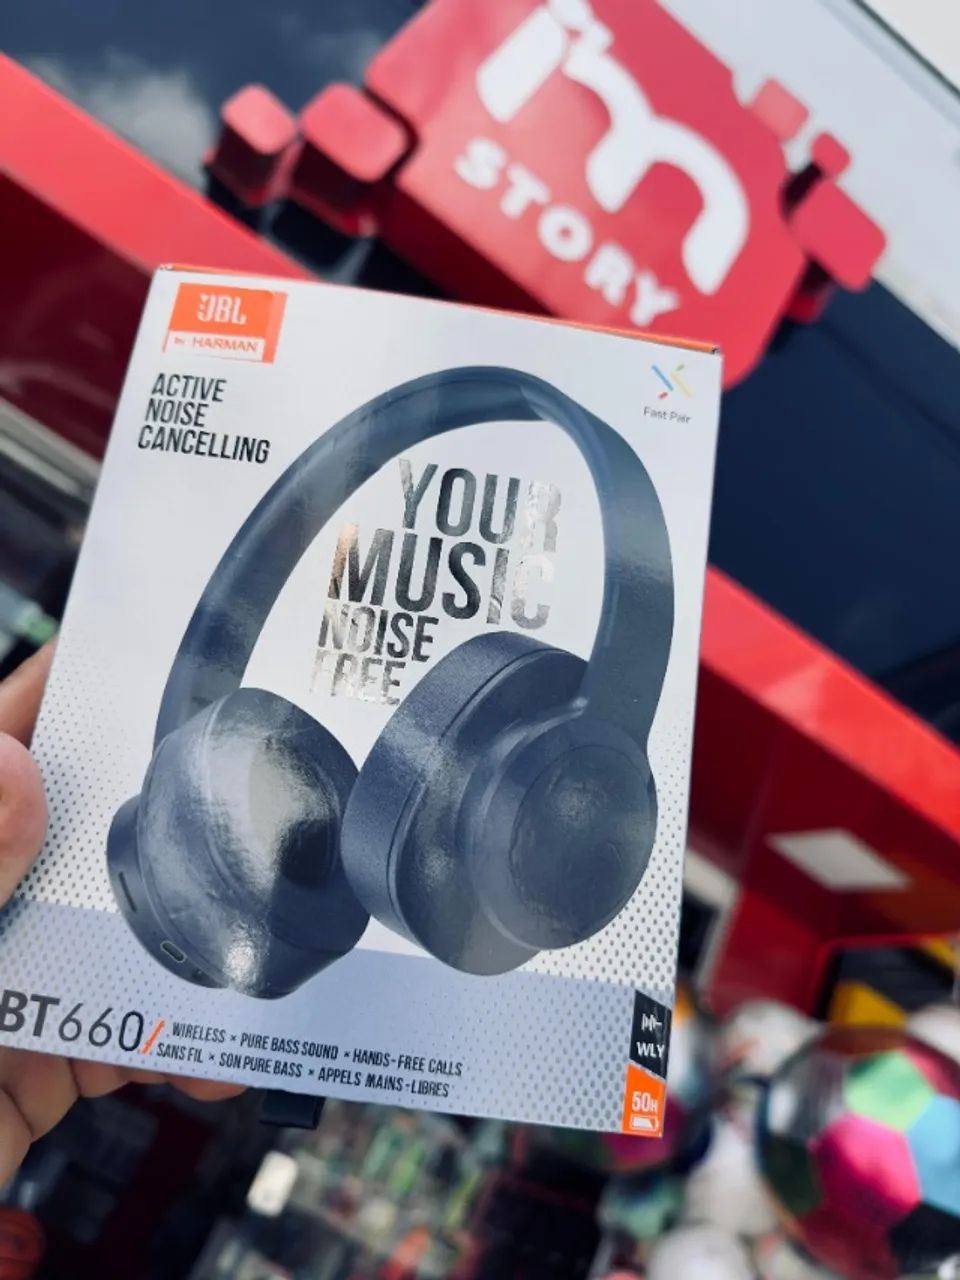 m
STORY
JBL
by HARMAN
ACTIVE
NOISE
CANCELLING
Fast Pair
YOUR
MUSIC
NOISE
FREE
BT660/
WIRELESS × PURE BASS SOUND × HANDS-FREE CALLS
SANS FIL × SON PURE BASS × APPELS MAINS-LIBRES
WLY
50H